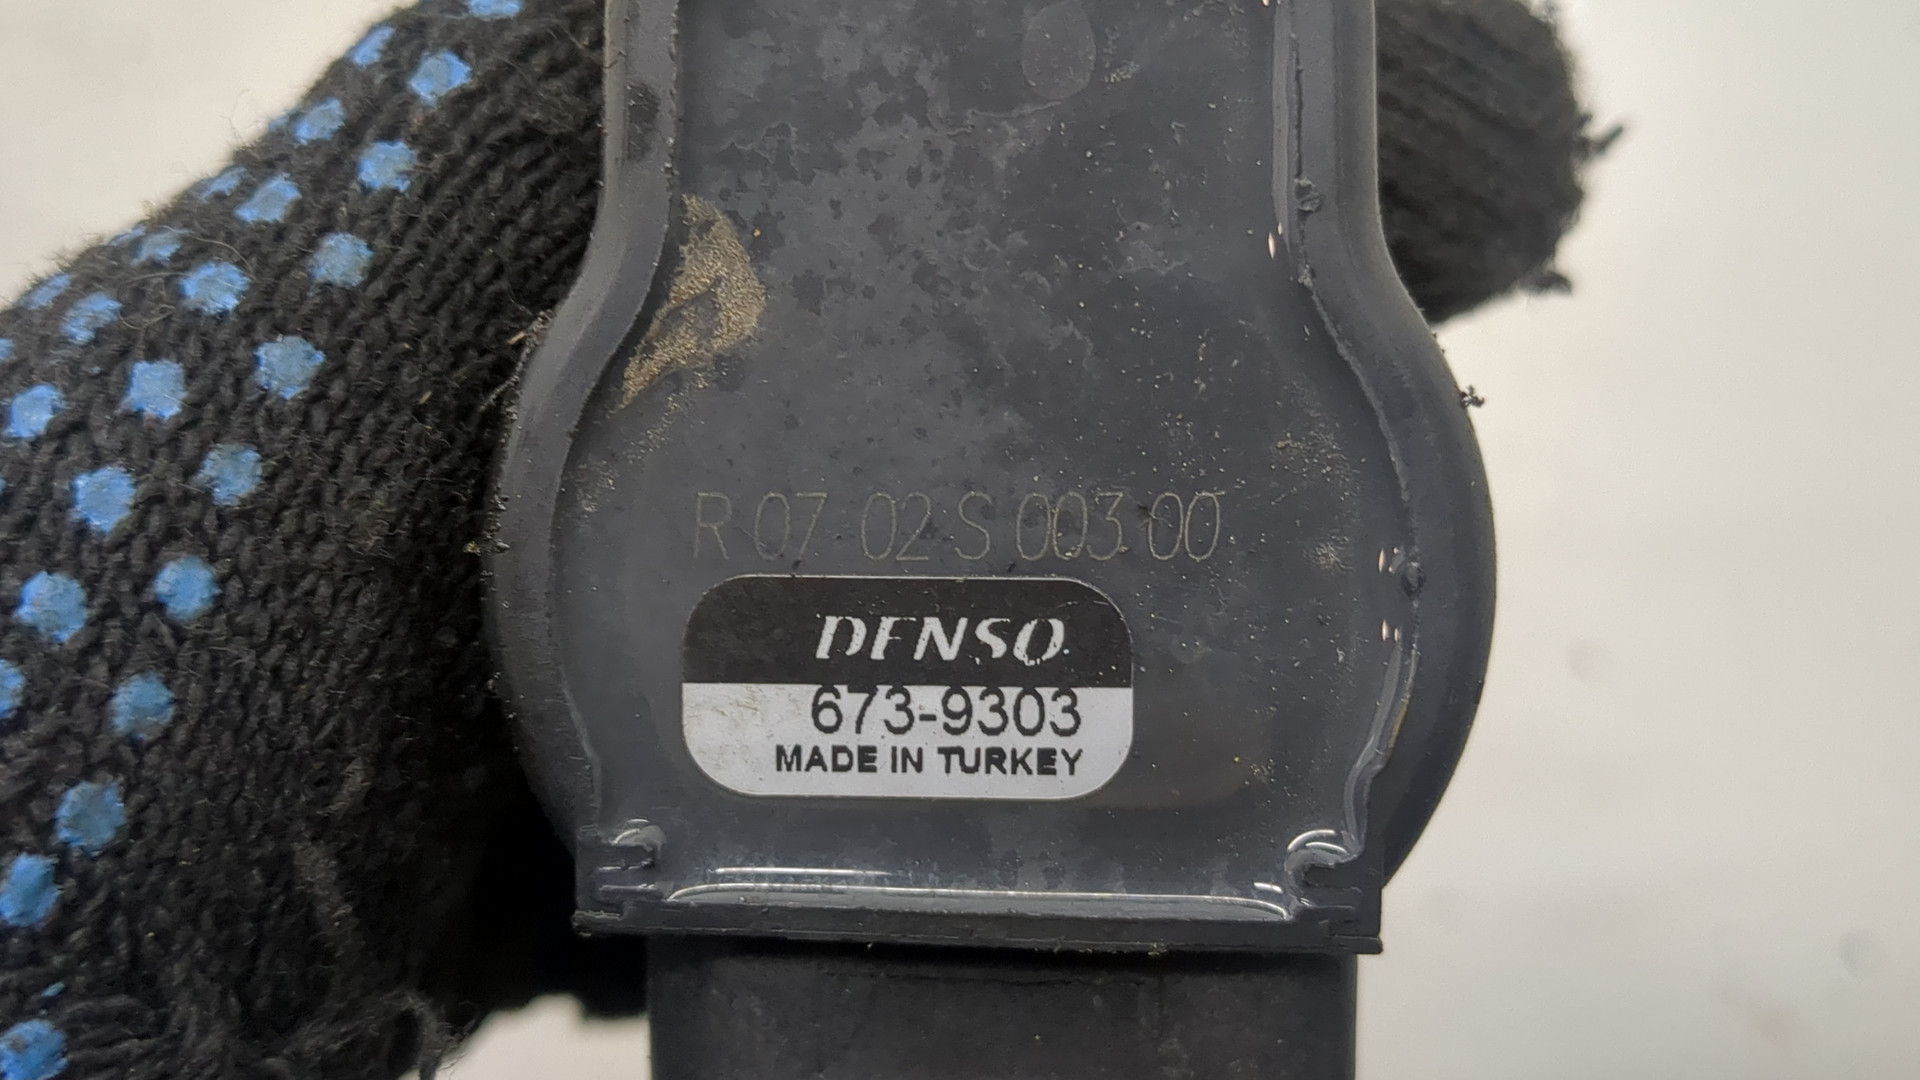 R 07 02 S 003 00
DENSO
673-9303
MADE IN TURKEY